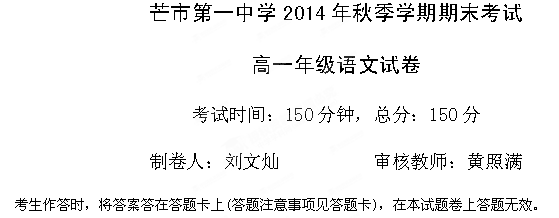 芒市第一中学2014年秋季学期期末考试
高一年级语文试卷
考试时间：150分钟，总分：150分
制卷人：刘文灿 审核教师：黄照满
考生作答时，将答案答在答题卡上(答题注意事项见答题卡)，在本试题卷上答题无效。